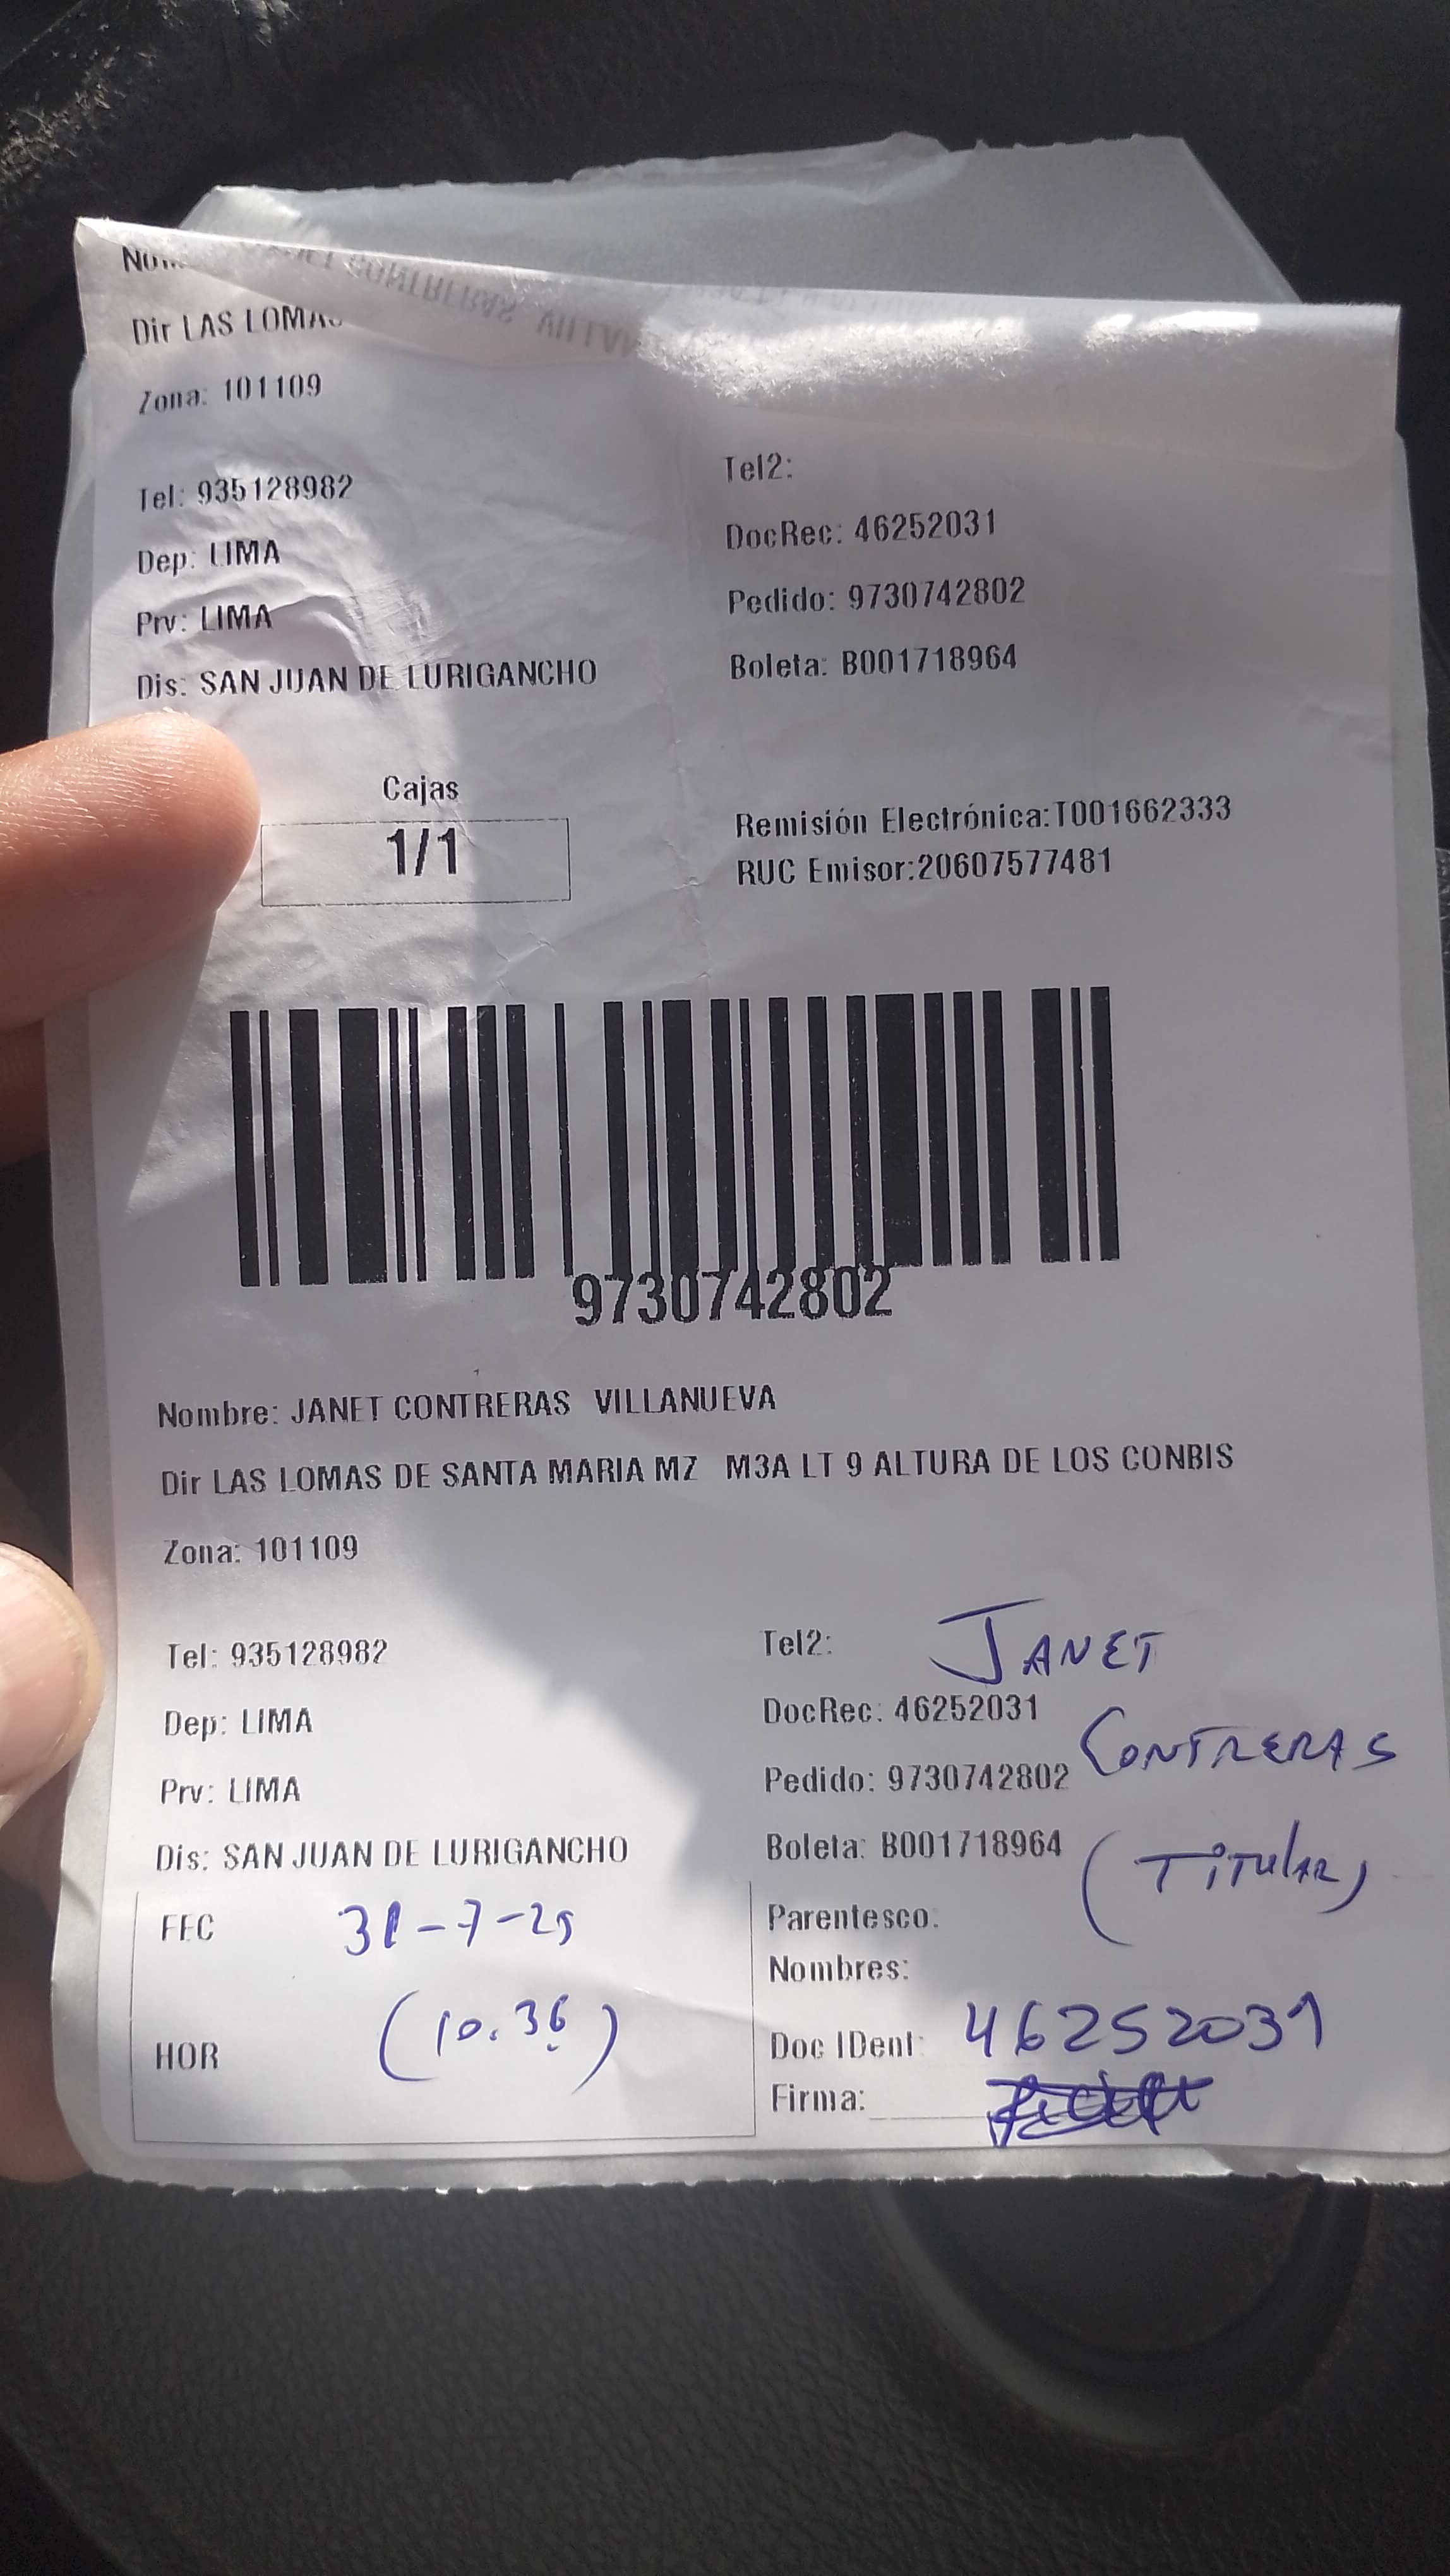 Dir LAS LOMAS
Zona: 101109
Tel: 935128982
Tel2:
Dep: LIMA
DocRec: 46252031
Prv: LIMA
Pedido: 9730742802
Dis: SAN JUAN DE LURIGANCHO
Boleta: B001718964
Cajas
1/1
Remisión Electrónica:T001662333
RUC Emisor:20607577481
9730742802
Nombre: JANET CONTRERAS VILLANUEVA
Dir LAS LOMAS DE SANTA MARIA MZ M3A LT 9 ALTURA DE LOS CONBIS
Zona: 101109
Tel: 935128982
Tel2:
JANET
Dep: LIMA
DocRec: 46252031
CONTRERAS
Prv: LIMA
Pedido: 9730742802
Dis: SAN JUAN DE LURIGANCHO
Boleta: B001718964
(TITULAR)
FEC 31-7-25
Parentesco:
Nombres:
HOR (10.36)
Doc IDent: 46252031
Firma: